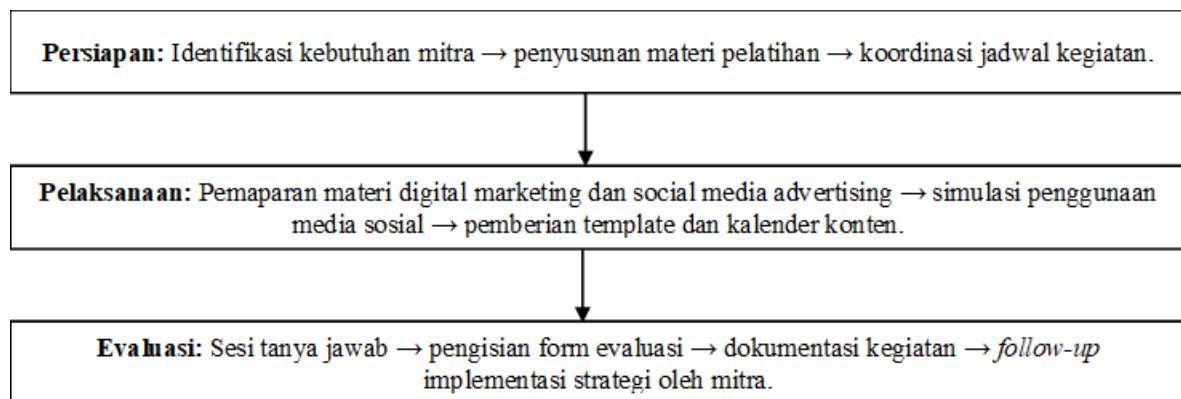 Persiapan: Identifikasi kebutuhan mitra → penyusunan materi pelatihan → koordinasi jadwal kegiatan.
Pelaksanaan: Pemaparan materi digital marketing dan social media advertising → simulasi penggunaan
media sosial → pemberian template dan kalender konten.
Evaluasi: Sesi tanya jawab → pengisian form evaluasi → dokumentasi kegiatan → follow-up
implementasi strategi oleh mitra.